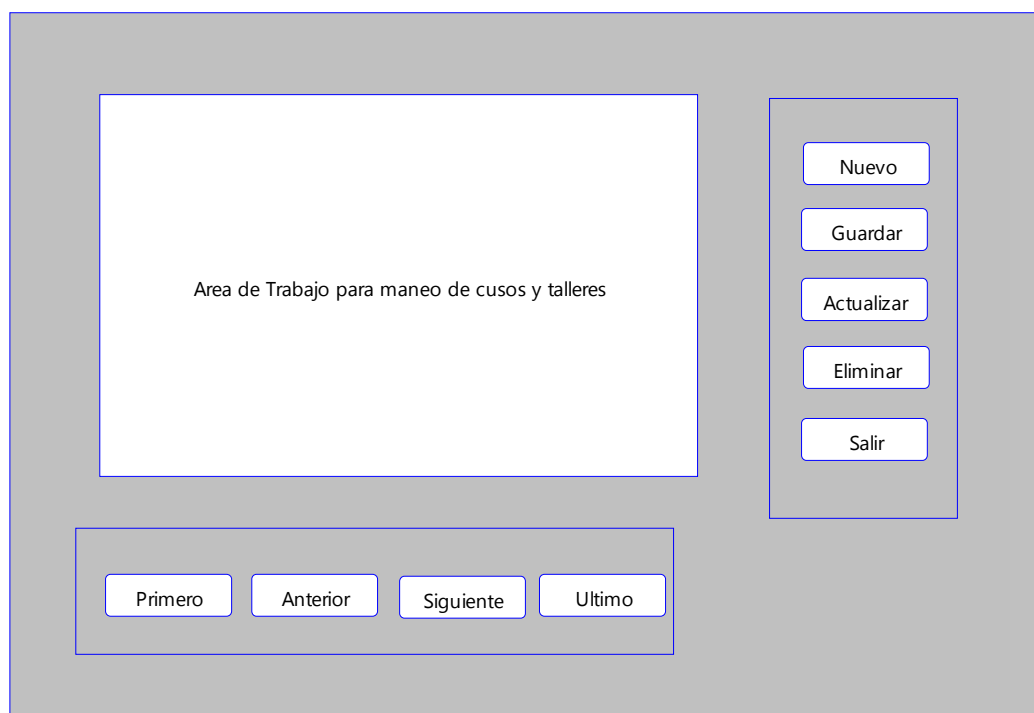 Area de Trabajo para maneo de cusos y talleres
Nuevo
Guardar
Actualizar
Eliminar
Salir
Primero
Anterior
Siguiente
Ultimo